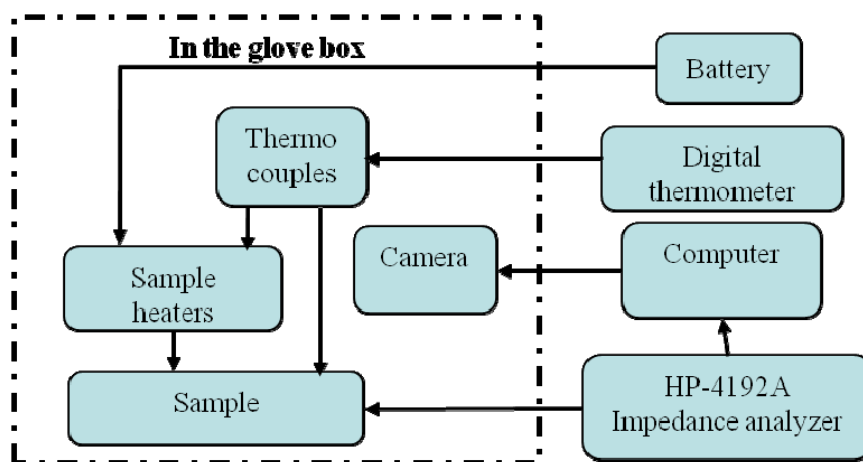 In the glove box
Battery
Thermo
couples
Digital
thermometer
Camera
Computer
Sample
heaters
Sample
HP-4192A
Impedance analyzer